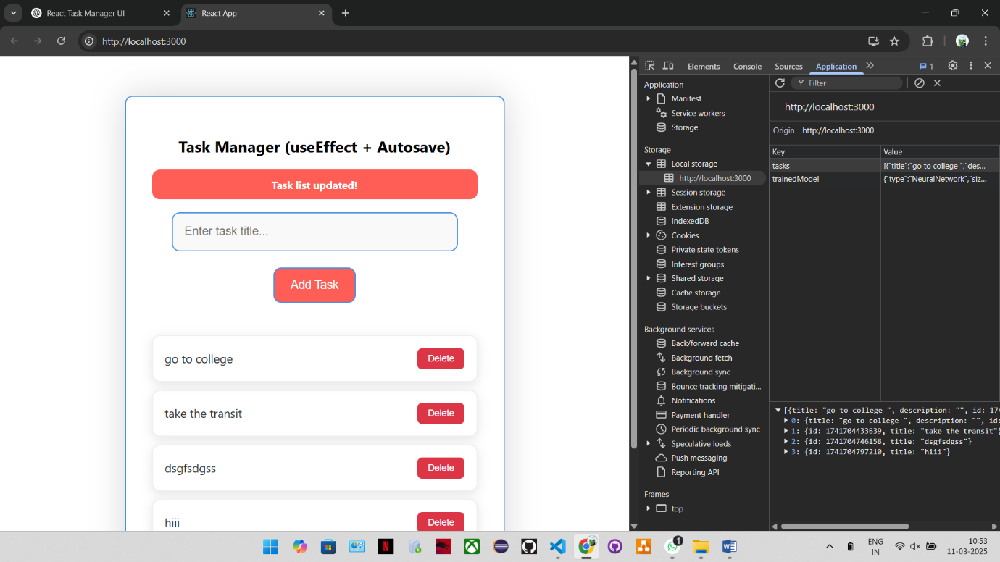 React Task Manager UI
React App
http://localhost:3000
Task Manager (useEffect + Autosave)
Task list updated!
Enter task title...
Add Task
go to college
Delete
take the transit
Delete
dsgfsdgss
Delete
hiii
Delete
Elements
Console
Sources
Application
1
Application
Manifest
Service workers
Storage
Storage
Local storage
http://localhost:3000
Session storage
Extension storage
IndexedDB
Cookies
Private state tokens
Interest groups
Shared storage
Cache storage
Storage buckets
Background services
Back/forward cache
Background fetch
Background sync
Bounce tracking mitigati...
Notifications
Payment handler
Periodic background sync
Speculative loads
Push messaging
Reporting API
Frames
top
Filter
http://localhost:3000
Origin http://localhost:3000
Key Value
tasks [{"title":"go to college ","des...
trainedModel {"type":"NeuralNetwork","siz...
[{title: "go to college ", description: "", id: 174
0: {title: "go to college ", description: "", id:
1: {id: 1741704433639, title: "take the transit"}
2: {id: 1741704746158, title: "dsgfsdgss"}
3: {id: 1741704797210, title: "hiii"}
1
ENG
IN
10:53
11-03-2025